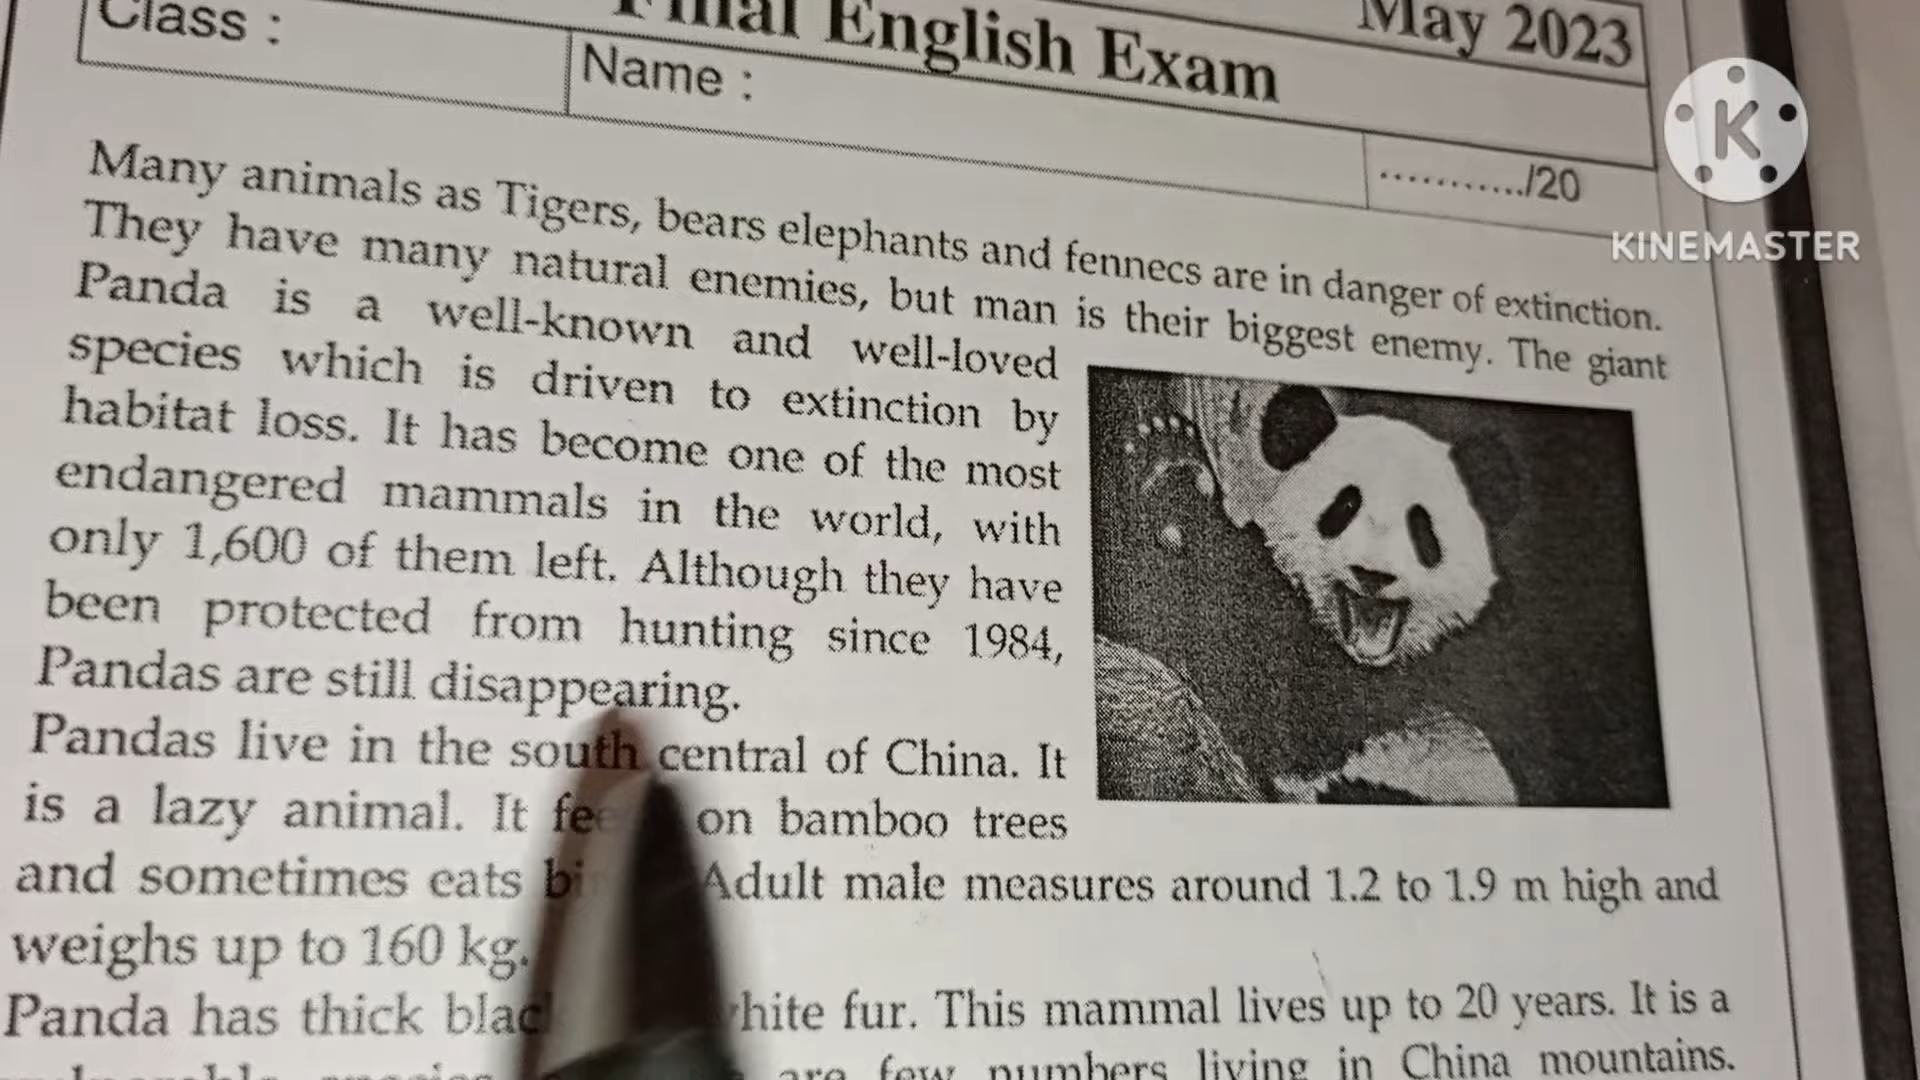 Class :
Final English Exam
May 2023
Name :
.........../20
K
KINEMASTER
Many animals as Tigers, bears elephants and fennecs are in danger of extinction.
They have many natural enemies, but man is their biggest enemy. The giant
Panda is a well-known and well-loved
species which is driven to extinction by
habitat loss. It has become one of the most
endangered mammals in the world, with
only 1,600 of them left. Although they have
been protected from hunting since 1984,
Pandas are still disappearing.
Pandas live in the south central of China. It
is a lazy animal. It on bamboo trees
and sometimes eats Adult male measures around 1.2 to 1.9 m high and
weighs up to 160 kg.
Panda has thick fur. This mammal lives up to 20 years. It is a
are few numbers living in China mountains.